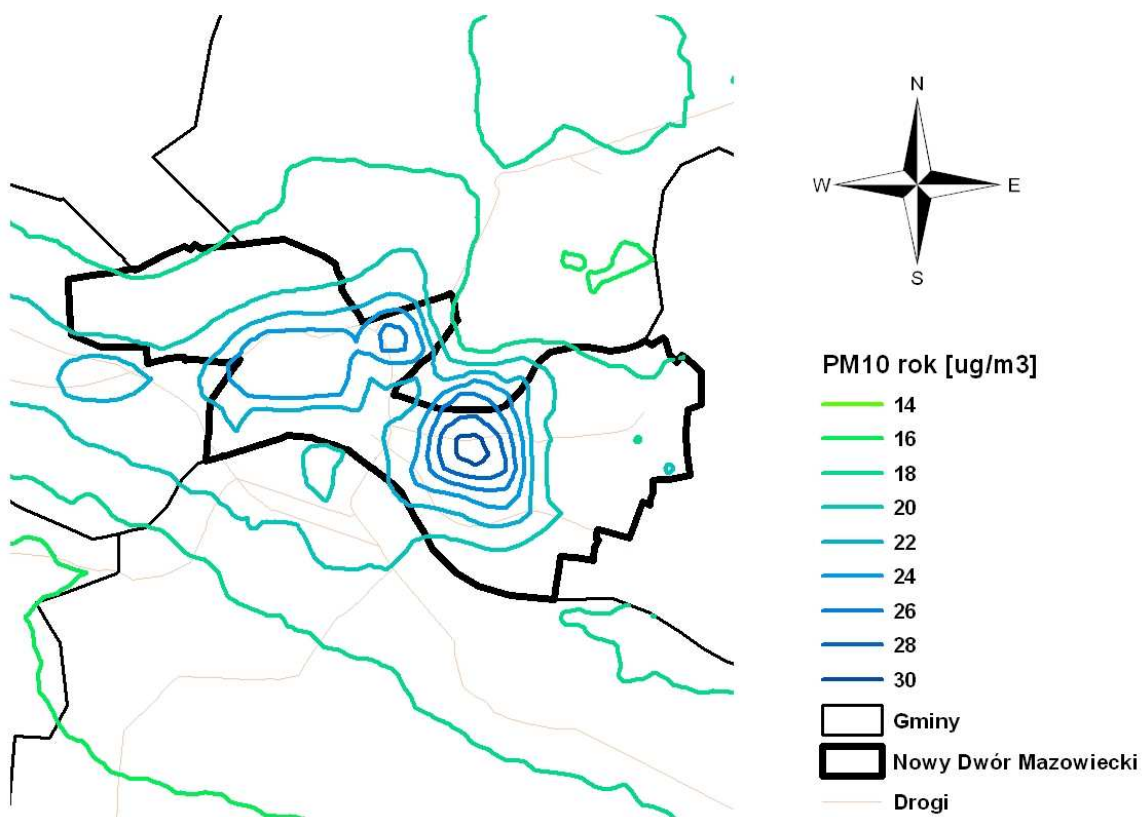 N
W E
S
PM10 rok [ug/m3]
14
16
18
20
22
24
26
28
30
Gminy
Nowy Dwór Mazowiecki
Drogi